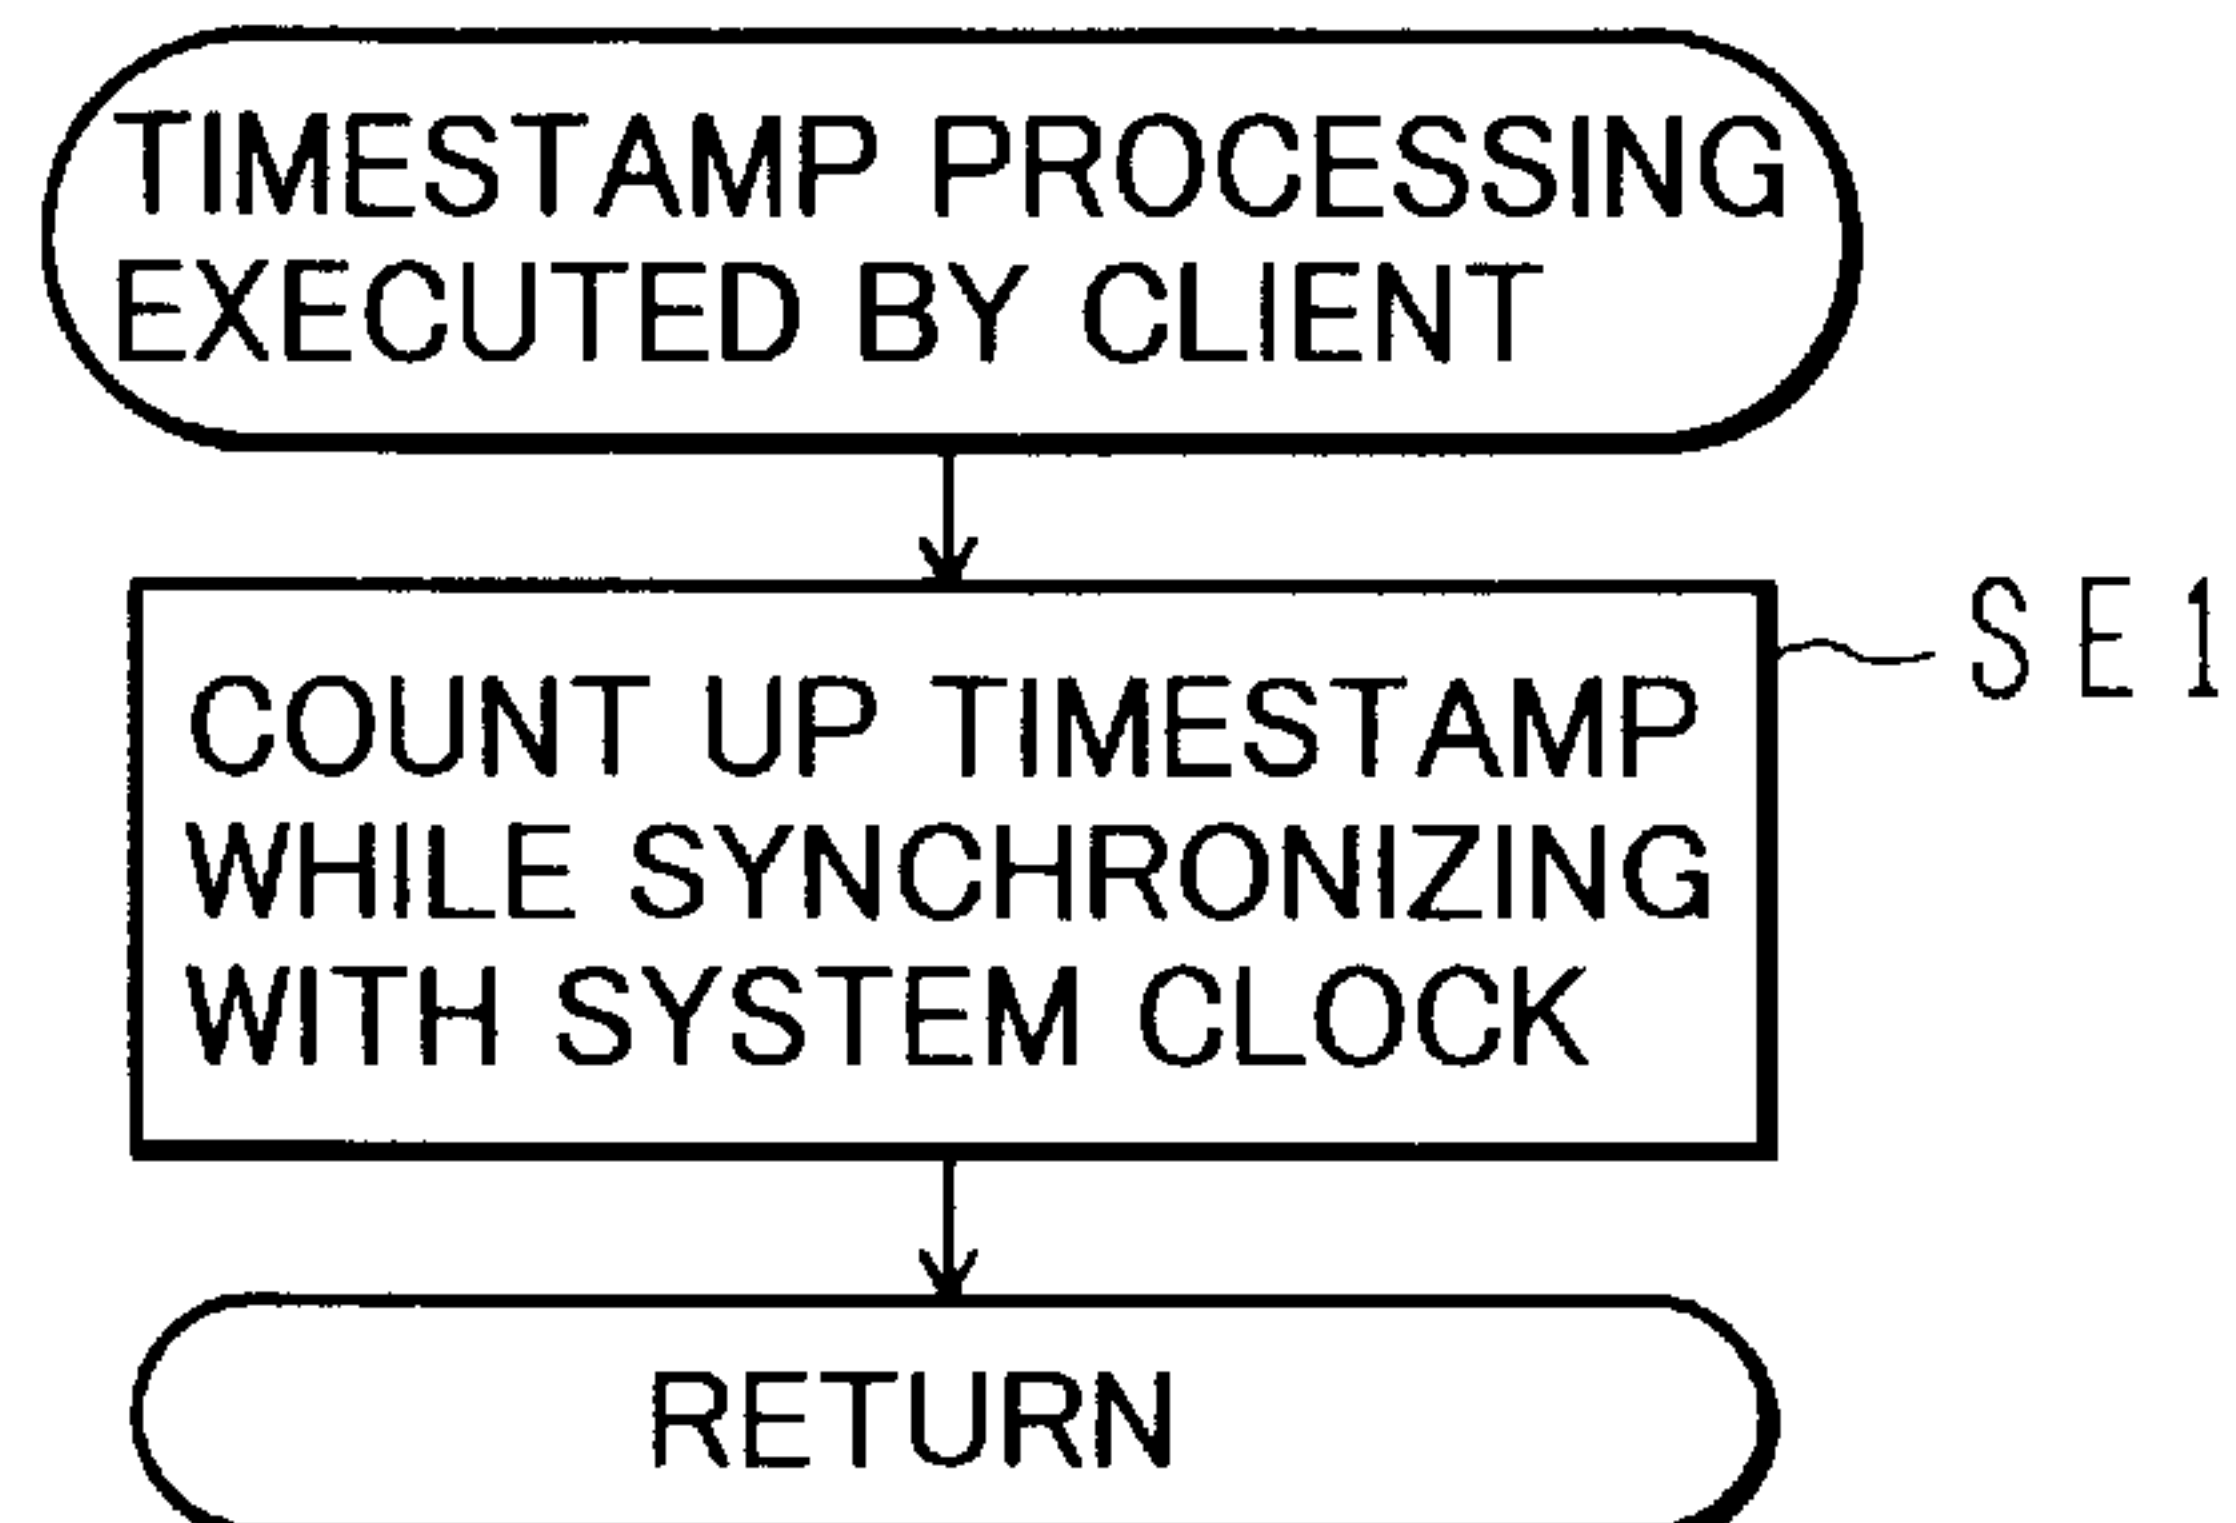 TIMESTAMP PROCESSING
EXECUTED BY CLIENT
SE1
COUNT UP TIMESTAMP
WHILE SYNCHRONIZING
WITH SYSTEM CLOCK
RETURN